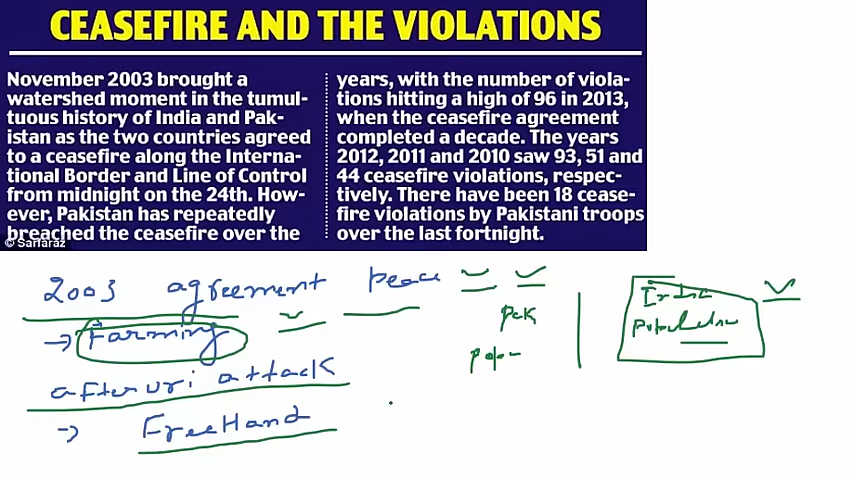 CEASEFIRE AND THE VIOLATIONS
November 2003 brought a
watershed moment in the tumul-
tuous history of India and Pak-
istan as the two countries agreed
to a ceasefire along the Interna-
tional Border and Line of Control
from midnight on the 24th. How-
ever, Pakistan has repeatedly
breached the ceasefire over the
years, with the number of viola-
tions hitting a high of 96 in 2013,
when the ceasefire agreement
completed a decade. The years
2012, 2011 and 2010 saw 93, 51 and
44 ceasefire violations, respec-
tively. There have been 18 cease-
fire violations by Pakistani troops
over the last fortnight.
© Sarfaraz
2003 agreement peace
→ Farming
after uri attack
→ FreeHand
Pak
India